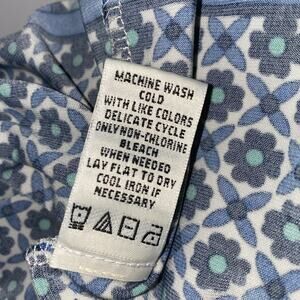 MACHINE WASH
COLD
WITH LIKE COLORS
DELICATE CYCLE
ONLY NON-CHLORINE
BLEACH
WHEN NEEDED
LAY FLAT TO DRY
COOL IRON IF
NECESSARY